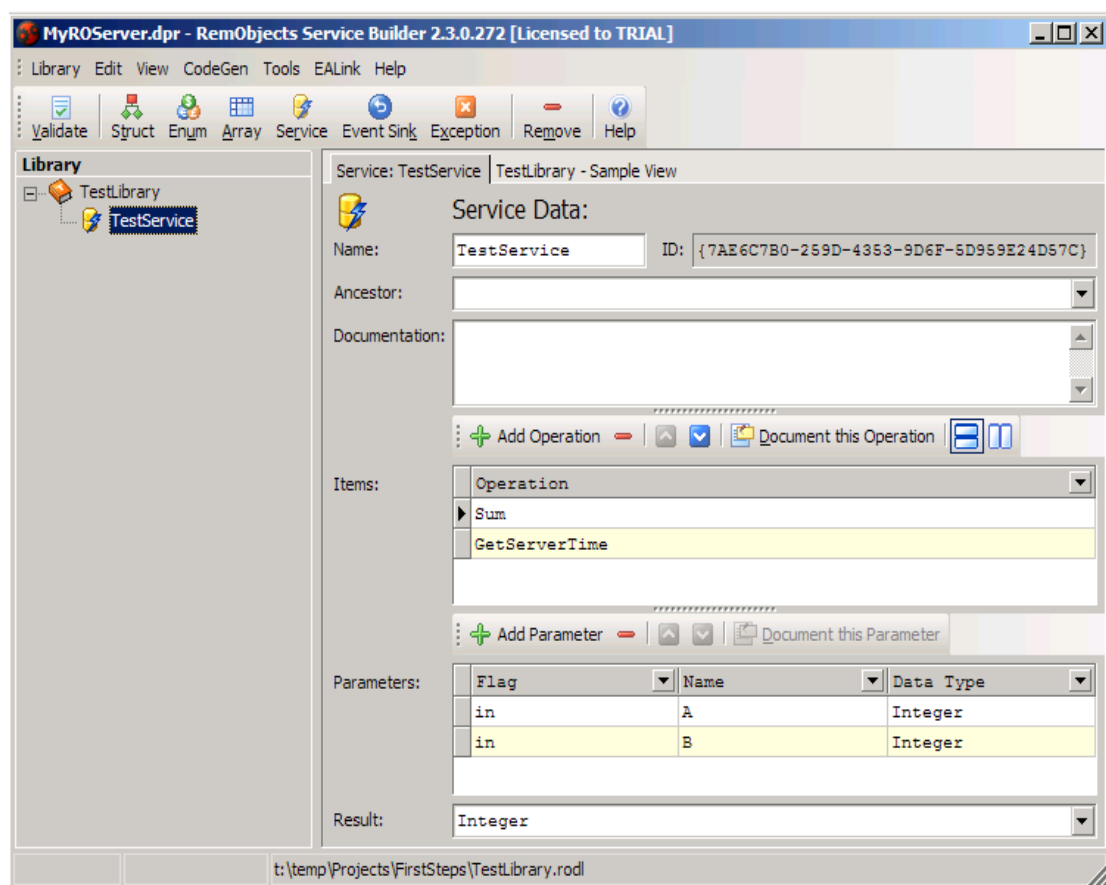 MyROServer.dpr - RemObjects Service Builder 2.3.0.272 [Licensed to TRIAL]
Library Edit View CodeGen Tools EALink Help
Validate Struct Enum Array Service Event Sink Exception Remove Help
Library
TestLibrary
TestService
Service: TestService TestLibrary - Sample View
Service Data:
Name: TestService ID: {7AE6C7B0-259D-4353-9D6F-5D959E24D57C}
Ancestor:
Documentation:
Add Operation Document this Operation
Items: Operation
Sum
GetServerTime
Add Parameter Document this Parameter
Parameters: Flag Name Data Type
in A Integer
in B Integer
Result: Integer
t:\temp\Projects\FirstSteps\TestLibrary.rodl